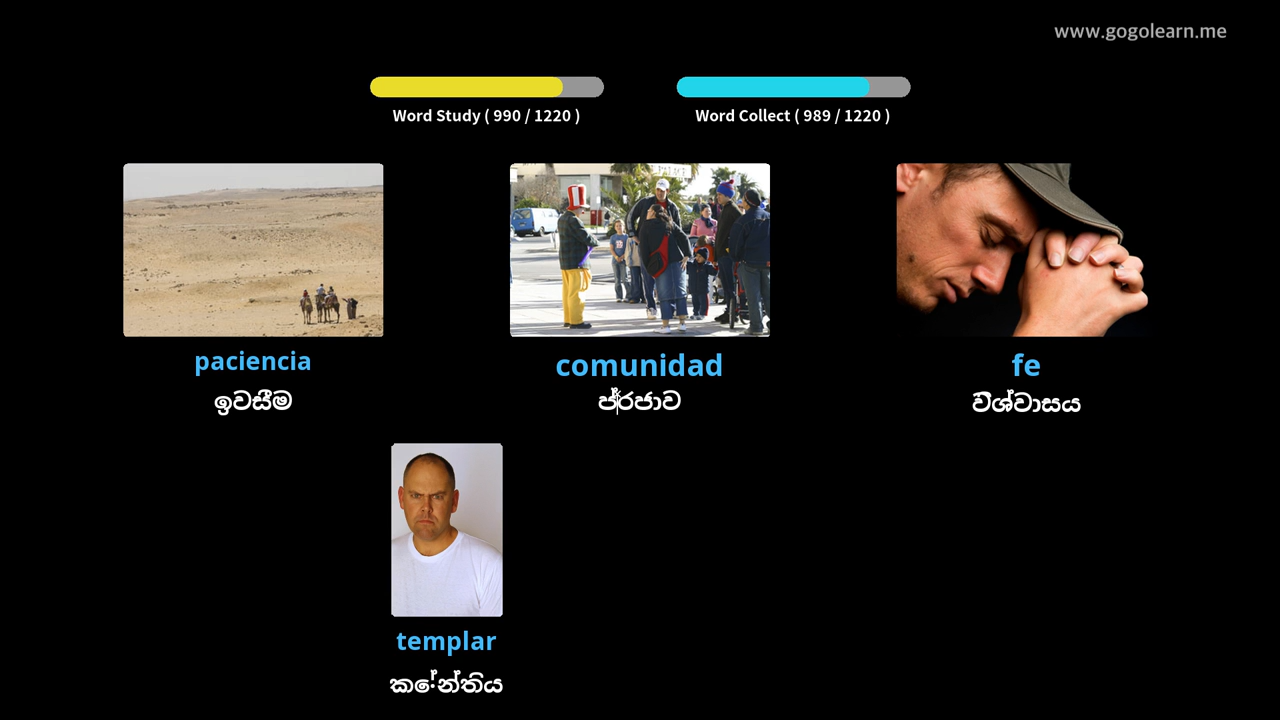 www.gogolearn.me
Word Study ( 990 / 1220 )
Word Collect ( 989 / 1220 )
paciencia
ඉවසීම
comunidad
ප්‍රජාව
fe
විශ්වාසය
templar
කේන්තිය